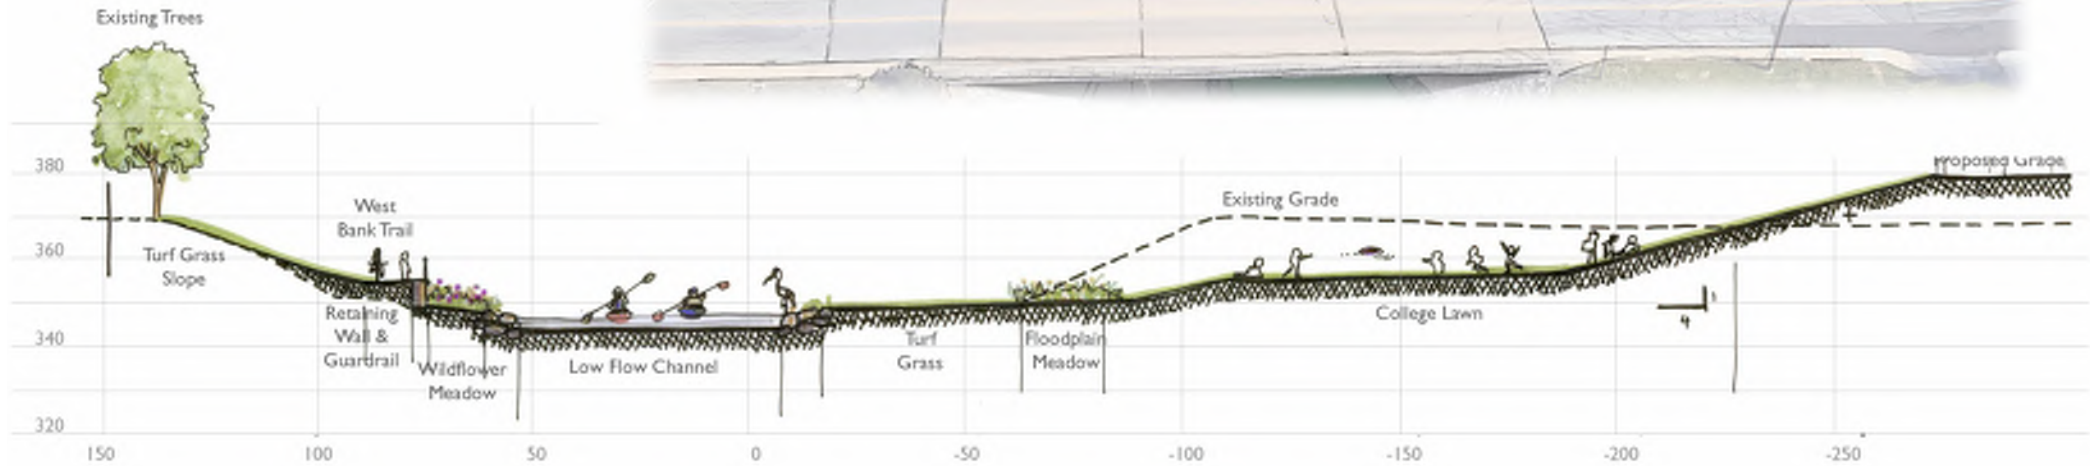 Existing Trees
380
360
340
320
West
Bank Trail
Turf Grass
Slope
Retaining
Wall &
Guardrail
Wildflower
Meadow
Low Flow Channel
Turf
Grass
Floodplain
Meadow
Existing Grade
College Lawn
Proposed Grade
1
4
150
100
50
0
-50
-100
-150
-200
-250